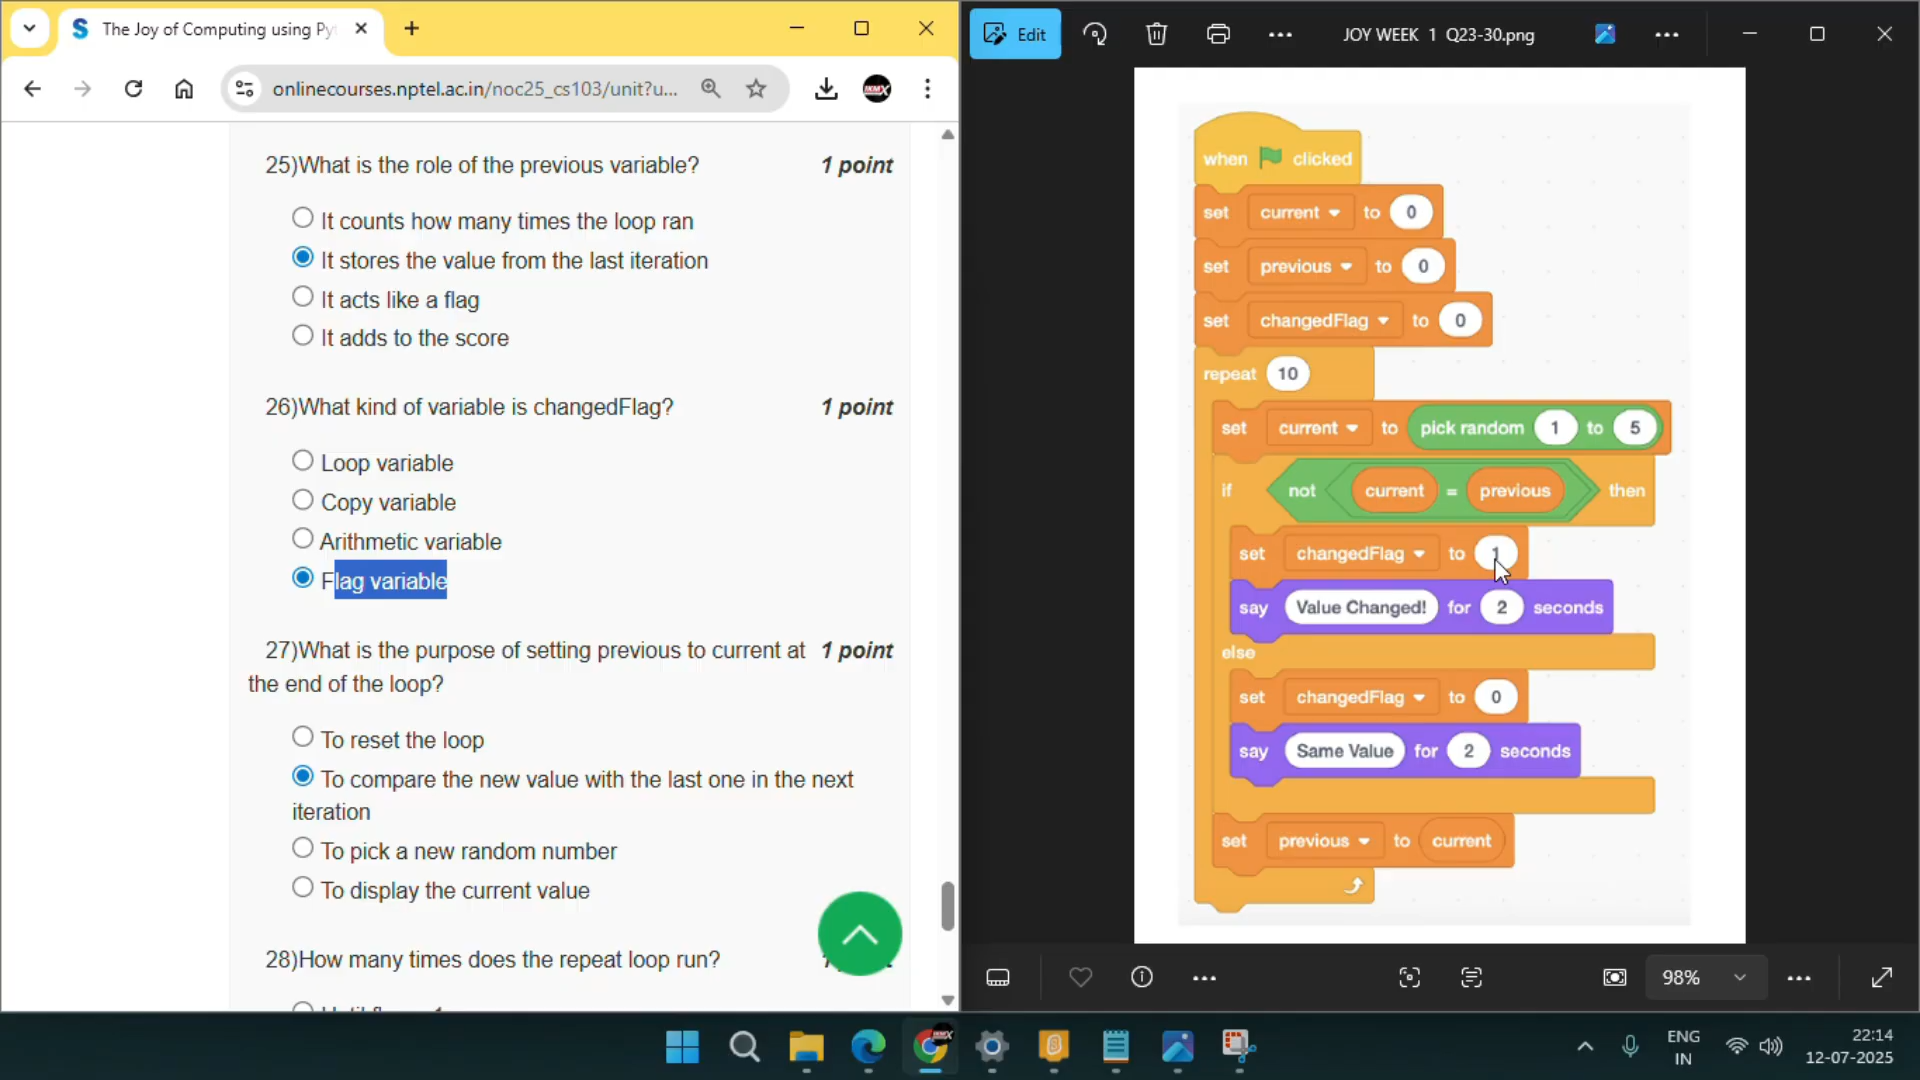 The Joy of Computing using Py
onlinecourses.nptel.ac.in/noc25_cs103/unit?u...
25)What is the role of the previous variable?
1 point
It counts how many times the loop ran
It stores the value from the last iteration
It acts like a flag
It adds to the score
26)What kind of variable is changedFlag?
1 point
Loop variable
Copy variable
Arithmetic variable
Flag variable
27)What is the purpose of setting previous to current at
1 point
the end of the loop?
To reset the loop
To compare the new value with the last one in the next
iteration
To pick a new random number
To display the current value
28)How many times does the repeat loop run?
Edit
JOY WEEK 1 Q23-30.png
when clicked
set current to 0
set previous to 0
set changedFlag to 0
repeat 10
set current to pick random 1 to 5
if not current = previous then
set changedFlag to 1
say Value Changed! for 2 seconds
else
set changedFlag to 0
say Same Value for 2 seconds
set previous to current
98%
ENG
IN
22:14
12-07-2025